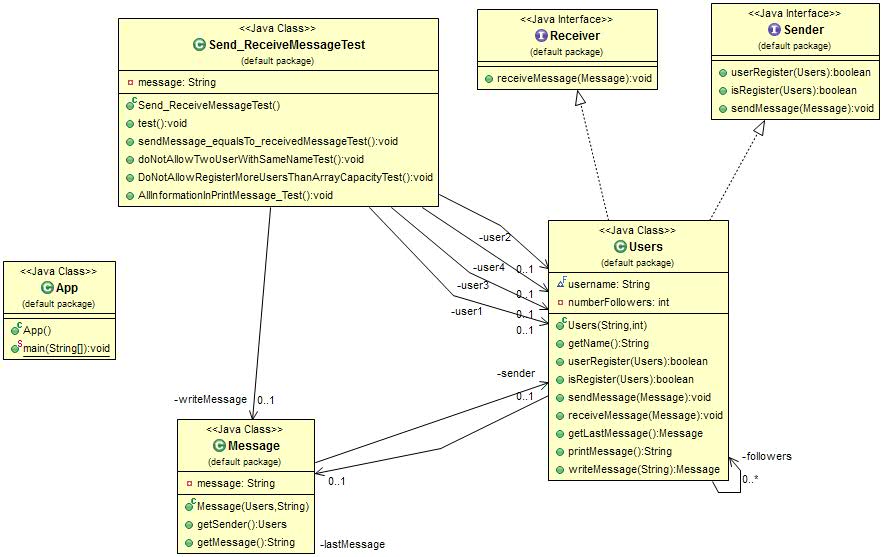 <<Java Class>>
Send_ReceiveMessageTest
(default package)
message: String
Send_ReceiveMessageTest()
test():void
sendMessage_equalsTo_receivedMessageTest():void
doNotAllowTwoUserWithSameNameTest():void
DoNotAllowRegisterMoreUsersThanArrayCapacityTest():void
AllInformationInPrintMessage_Test():void
<<Java Interface>>
Receiver
(default package)
receiveMessage(Message):void
<<Java Interface>>
Sender
(default package)
userRegister(Users):boolean
isRegister(Users):boolean
sendMessage(Message):void
-user2
0..1
-user4
0..1
-user3
0..1
-user1
0..1
<<Java Class>>
Users
(default package)
username: String
numberFollowers: int
Users(String,int)
getName():String
userRegister(Users):boolean
isRegister(Users):boolean
sendMessage(Message):void
receiveMessage(Message):void
getLastMessage():Message
printMessage():String
writeMessage(String):Message
-followers
0..*
<<Java Class>>
App
(default package)
App()
main(String[]):void
-writeMessage
0..1
-sender
0..1
<<Java Class>>
Message
(default package)
message: String
Message(Users,String)
getSender():Users
getMessage():String
0..1
-lastMessage